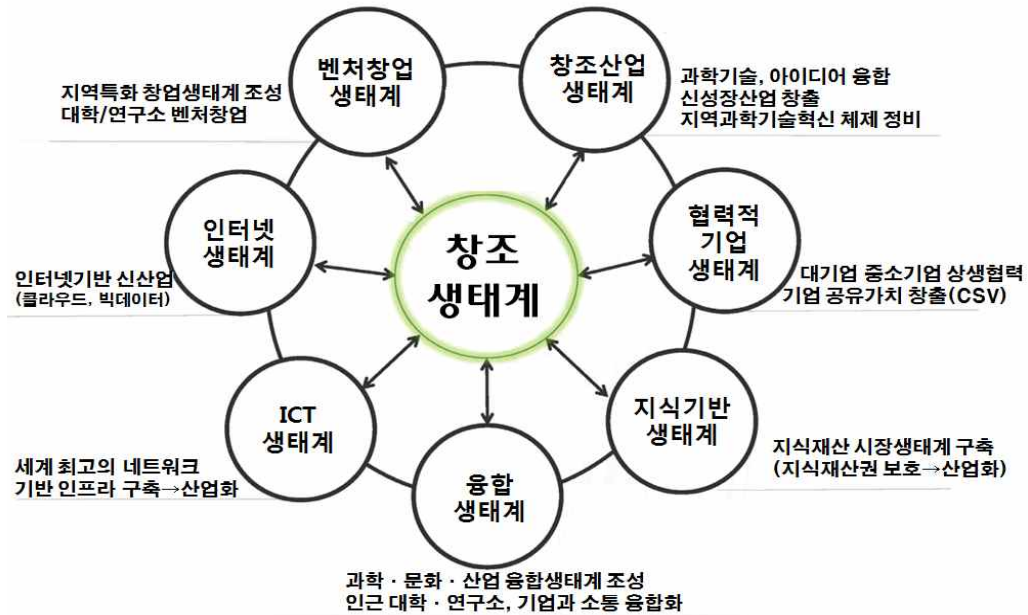 벤처창업
생태계
지역특화 창업생태계 조성
대학/연구소 벤처창업
창조산업
생태계
과학기술, 아이디어 융합
신성장산업 창출
지역과학기술혁신 체제 정비
인터넷
생태계
인터넷기반 신산업
(클라우드, 빅데이터)
창조
생태계
협력적
기업
생태계
대기업 중소기업 상생협력
기업 공유가치 창출(CSV)
ICT
생태계
세계 최고의 네트워크
기반 인프라 구축→산업화
지식기반
생태계
지식재산 시장생태계 구축
(지식재산권 보호→산업화)
융합
생태계
과학 · 문화 · 산업 융합생태계 조성
인근 대학 · 연구소, 기업과 소통 융합화